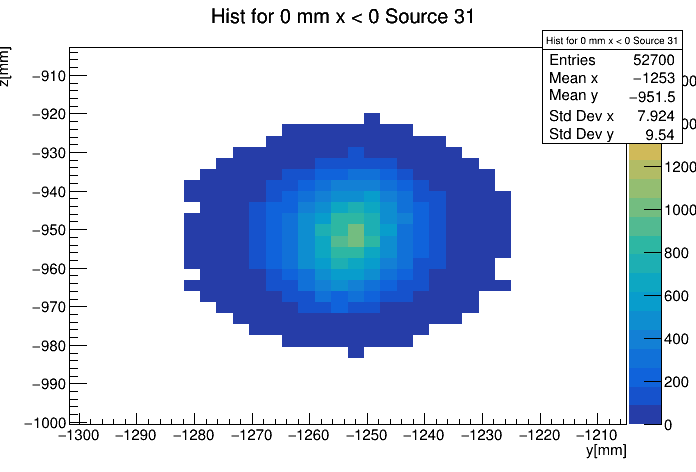 Hist for 0 mm x < 0 Source 31
Hist for 0 mm x < 0 Source 31
Entries 52700
Mean x −1253
Mean y −951.5
Std Dev x 7.924
Std Dev y 9.54
z[mm]
−910
−920
−930
−940
−950
−960
−970
−980
−990
−1000
−1300 −1290 −1280 −1270 −1260 −1250 −1240 −1230 −1220 −1210
y[mm]
1200
1000
800
600
400
200
0